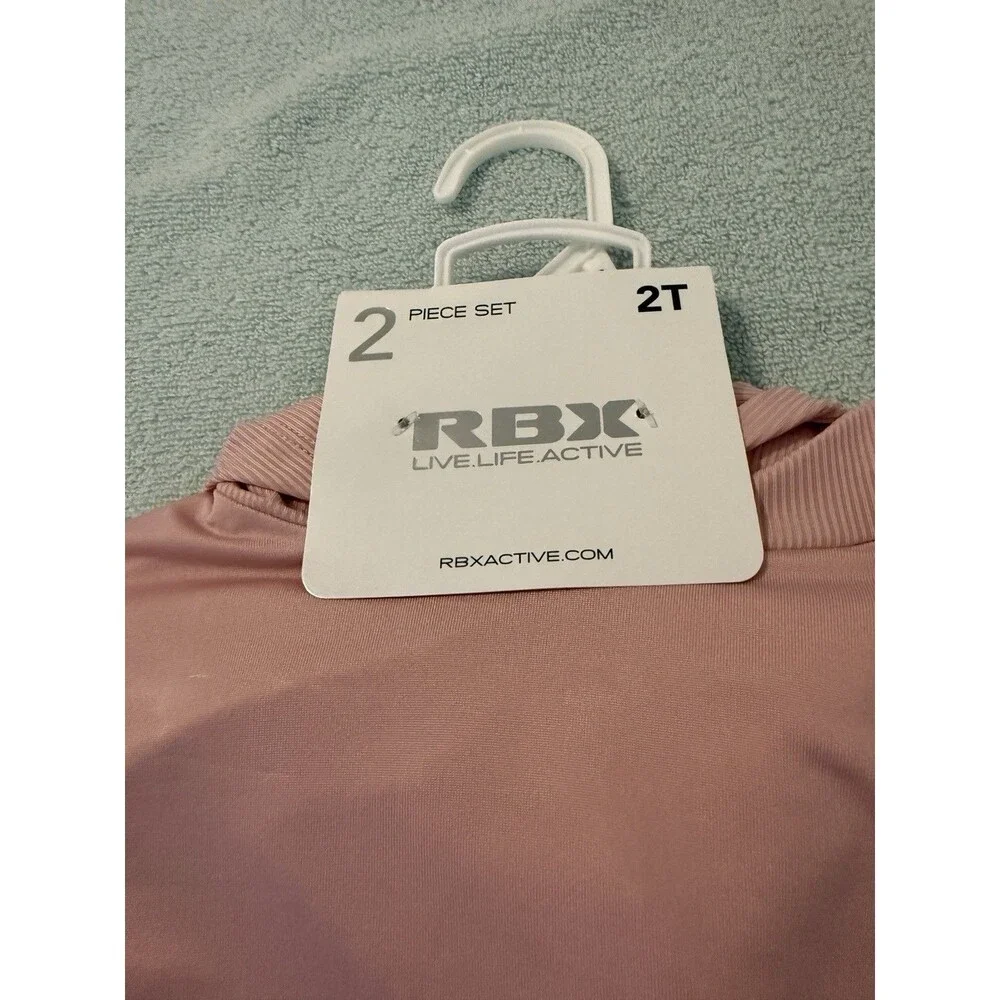 2 PIECE SET 2T
RBX
LIVE.LIFE.ACTIVE
RBXACTIVE.COM